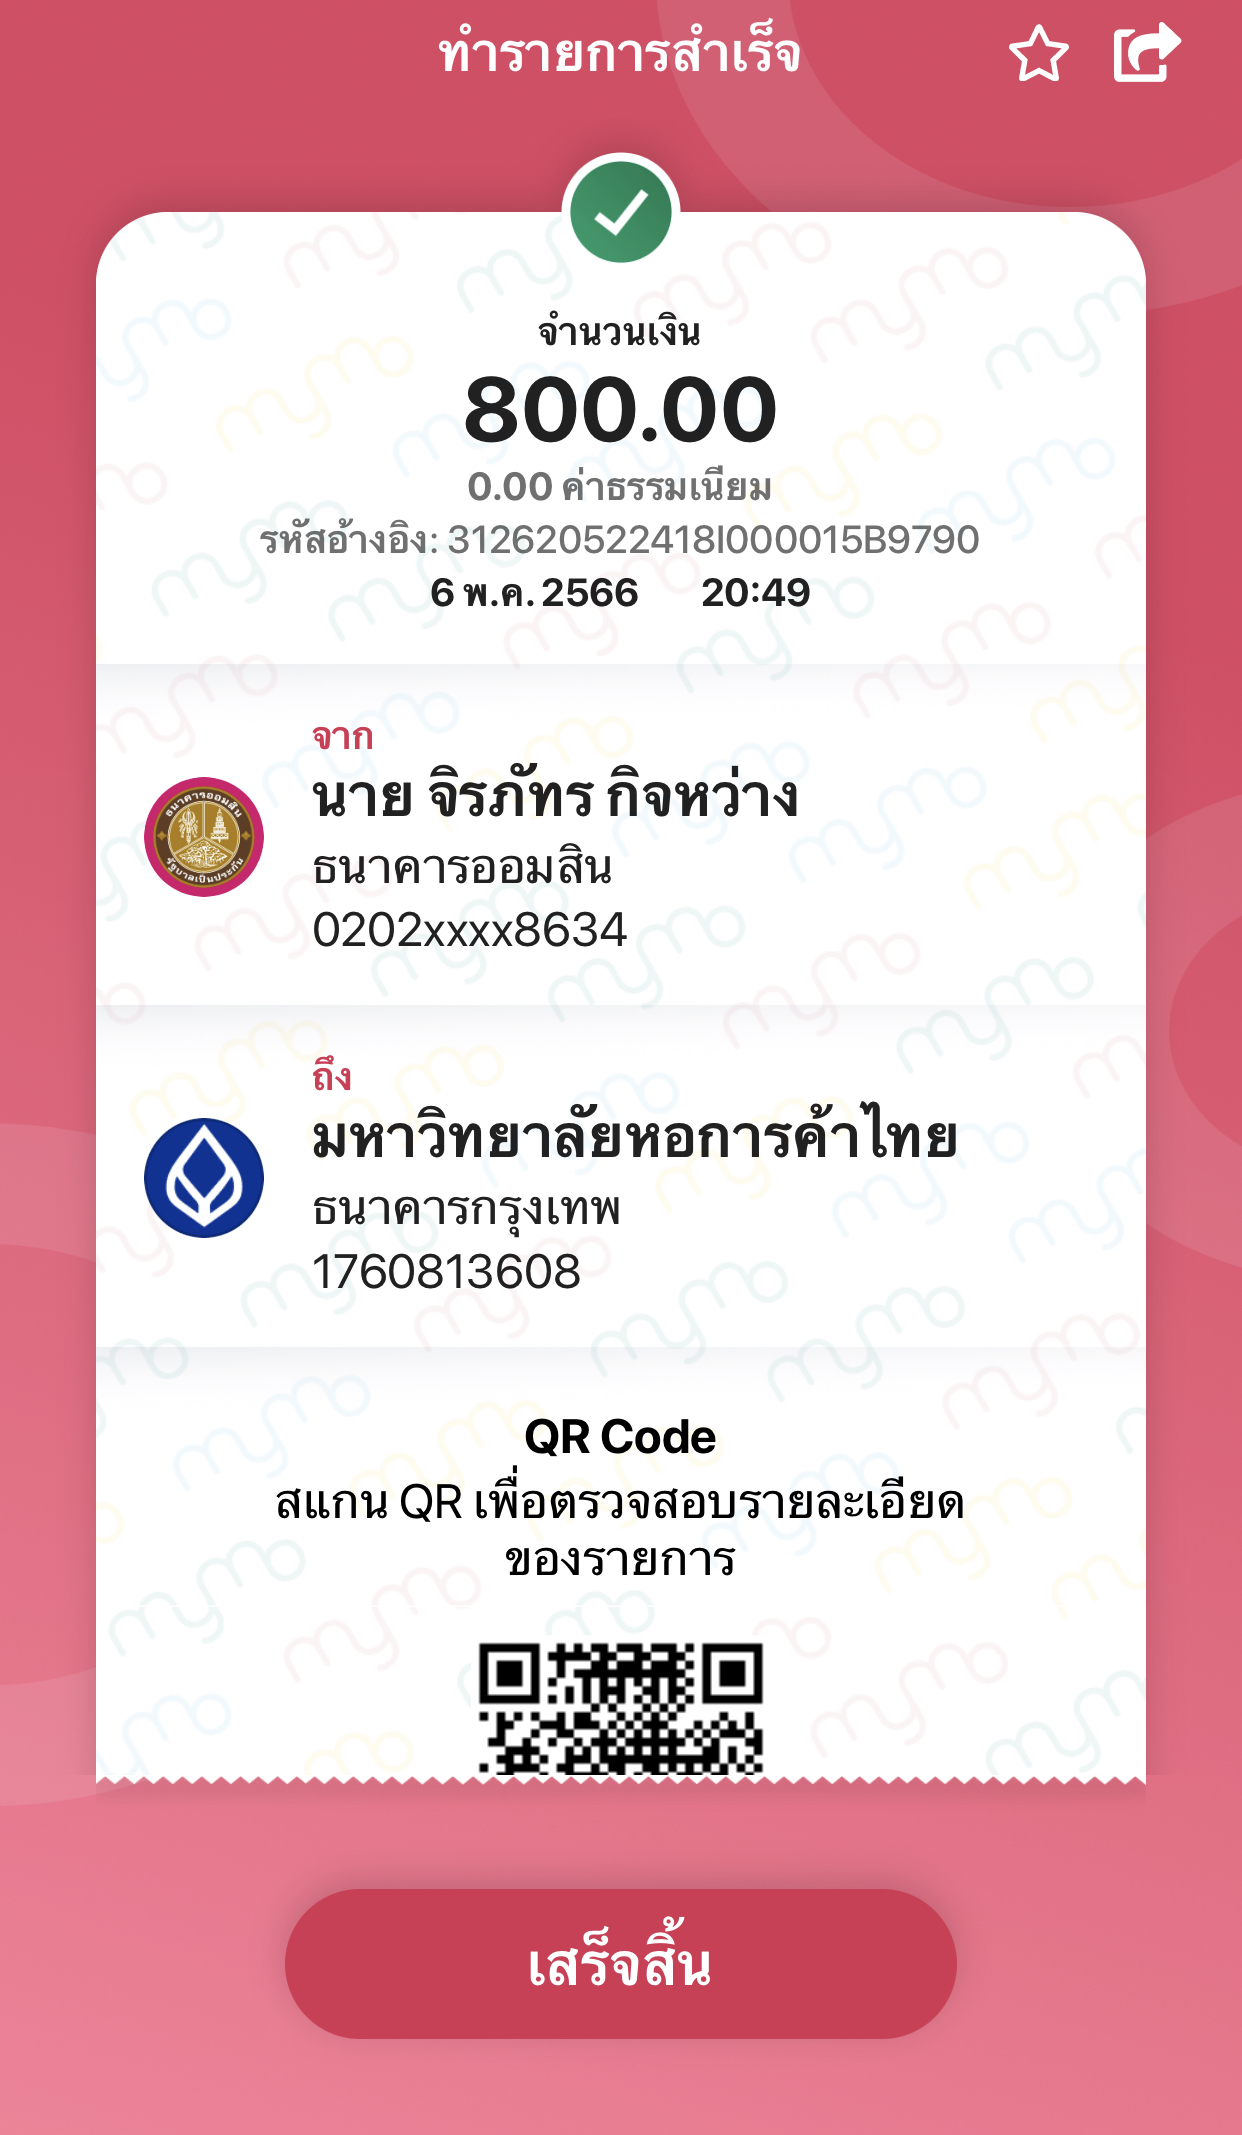 ทำรายการสำเร็จ
จำนวนเงิน
800.00
0.00 ค่าธรรมเนียม
รหัสอ้างอิง: 312620522418I000015B9790
6 พ.ค. 2566 20:49
จาก
นาย จิรภัทร กิจหว่าง
ธนาคารออมสิน
0202xxxx8634
ถึง
มหาวิทยาลัยหอการค้าไทย
ธนาคารกรุงเทพ
1760813608
QR Code
สแกน QR เพื่อตรวจสอบรายละเอียด
ของรายการ
เสร็จสิ้น